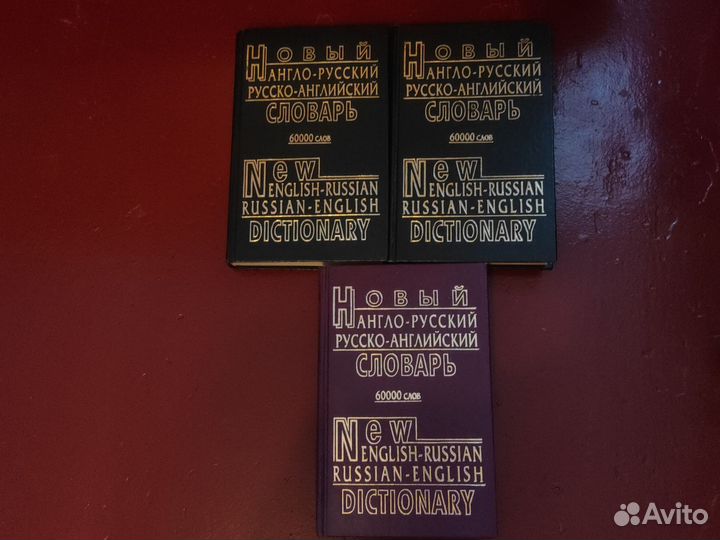 Новый
Англо-русский
Русско-английский
словарь
60000 слов
New
English-Russian
Russian-English
Dictionary
Новый
Англо-русский
Русско-английский
словарь
60000 слов
New
English-Russian
Russian-English
Dictionary
Новый
Англо-русский
Русско-английский
словарь
60000 слов
New
English-Russian
Russian-English
Dictionary
Avito